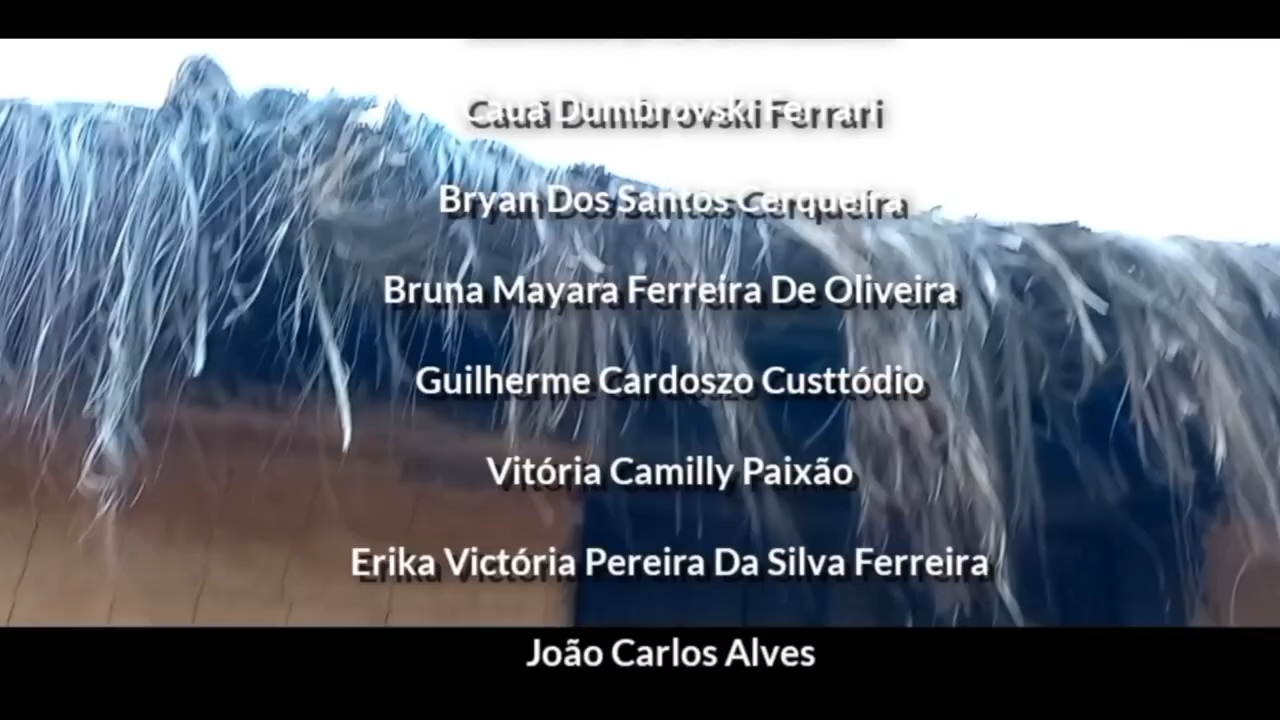 Cauã Dumbrovski Ferrari
Bryan Dos Santos Cerqueira
Bruna Mayara Ferreira De Oliveira
Guilherme Cardoszo Custtódio
Vitória Camilly Paixão
Erika Victória Pereira Da Silva Ferreira
João Carlos Alves